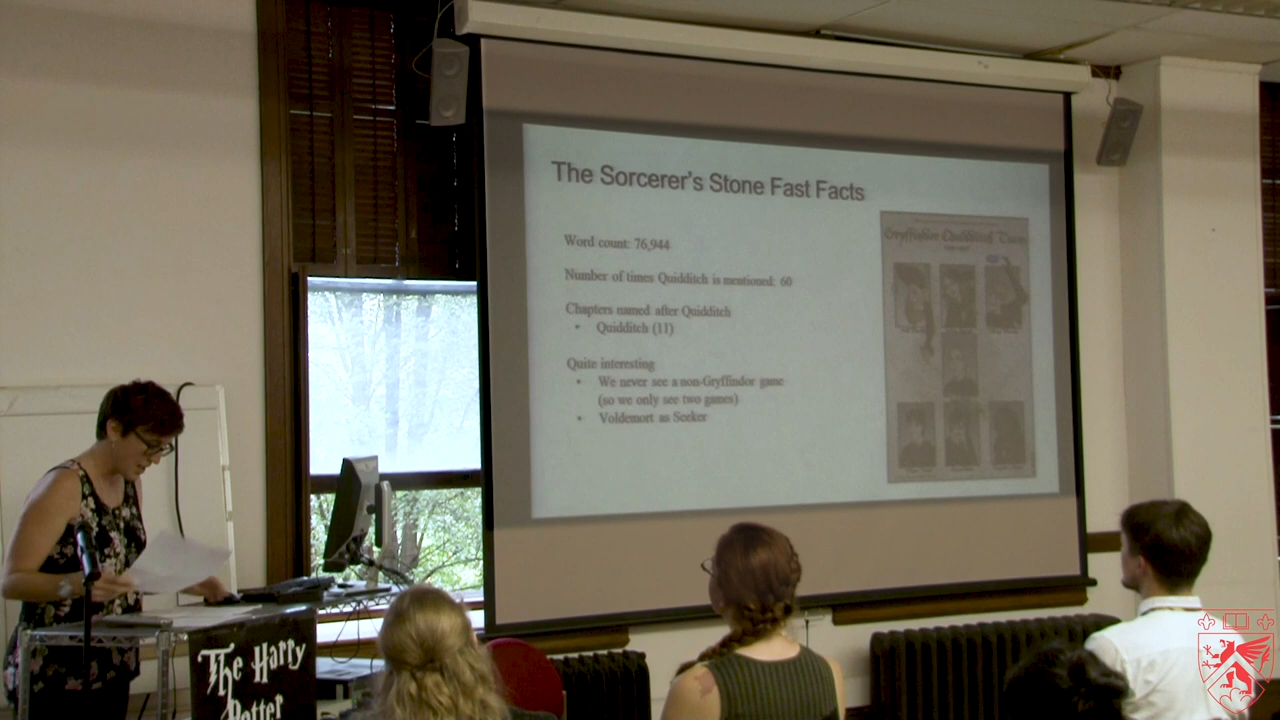 The Sorcerer's Stone Fast Facts
Word count: 76,944
Number of times Quidditch is mentioned: 60
Chapters named after Quidditch
• Quidditch (11)
Quite interesting
• We never see a non-Gryffindor game
(so we only see two games)
• Voldemort as Seeker
Gryffindor Quidditch Team
The Harry
Potter